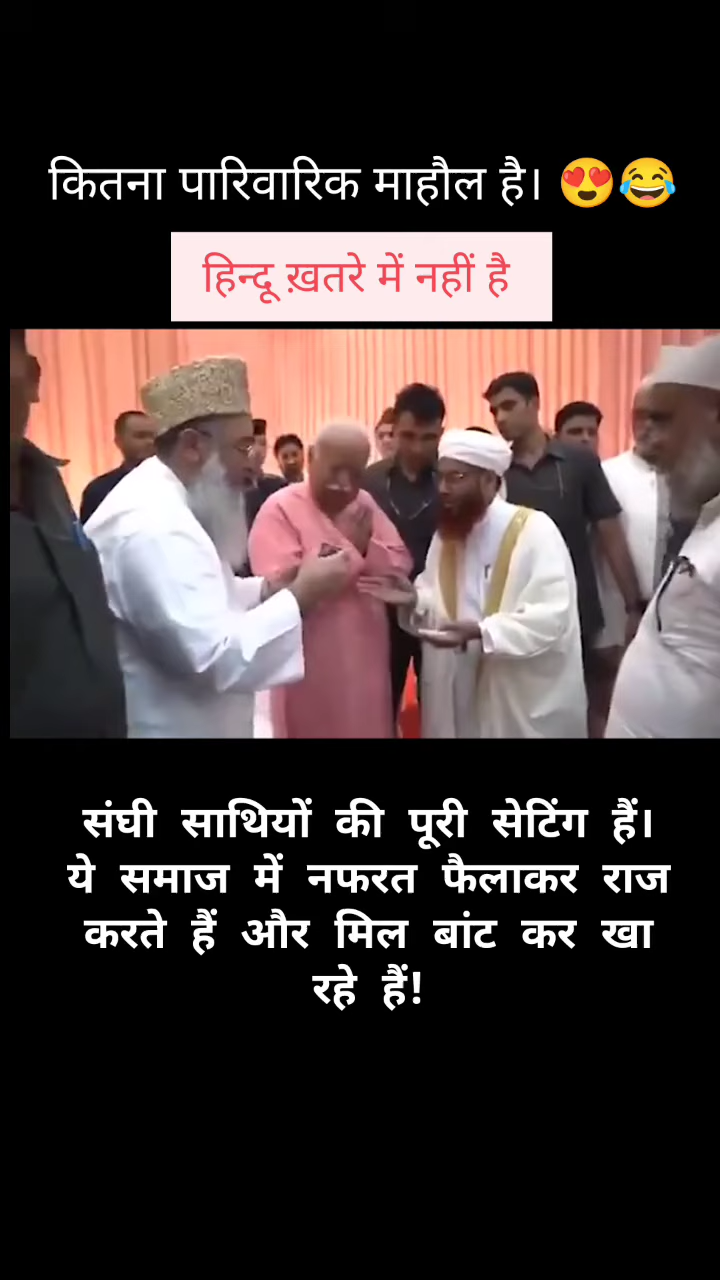 कितना पारिवारिक माहौल है। 😍😂
हिन्दू ख़तरे में नहीं है
संघी साथियों की पूरी सेटिंग हैं।
ये समाज में नफरत फैलाकर राज
करते हैं और मिल बांट कर खा
रहे हैं!